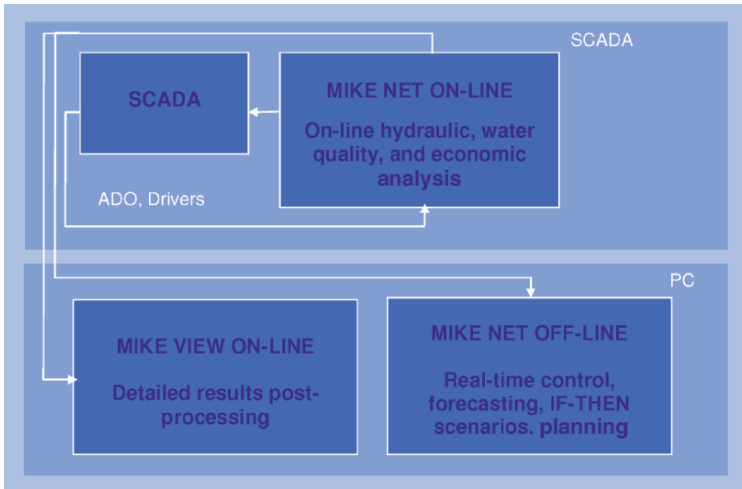 SCADA
SCADA
MIKE NET ON-LINE
On-line hydraulic, water
quality, and economic
analysis
ADO, Drivers
PC
MIKE VIEW ON-LINE
Detailed results post-
processing
MIKE NET OFF-LINE
Real-time control,
forecasting, IF-THEN
scenarios. planning